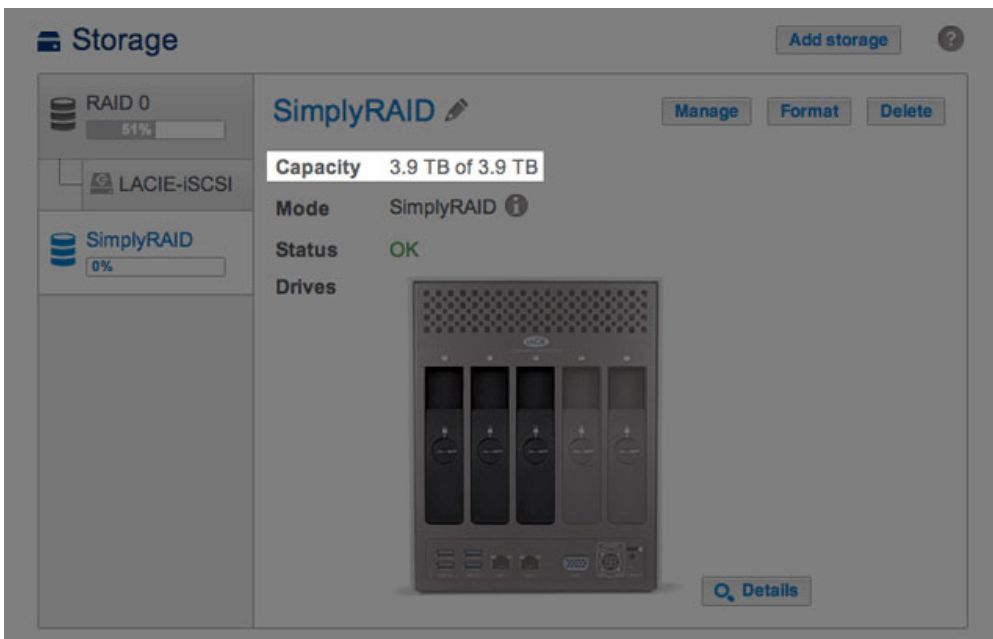 Storage
Add storage
?
RAID 0
51%
LACIE-iSCSI
SimplyRAID
0%
SimplyRAID
Manage
Format
Delete
Capacity 3.9 TB of 3.9 TB
Mode SimplyRAID i
Status OK
Drives
Details